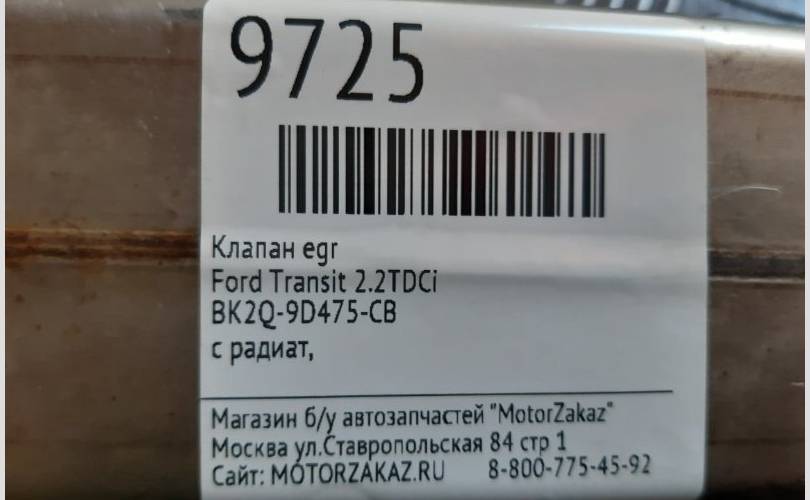 9725
Клапан egr
Ford Transit 2.2TDCi
BK2Q-9D475-CB
с радиат,
Магазин б/у автозапчастей "MotorZakaz"
Москва ул.Ставропольская 84 стр 1
Сайт: MOTORZAKAZ.RU 8-800-775-45-92